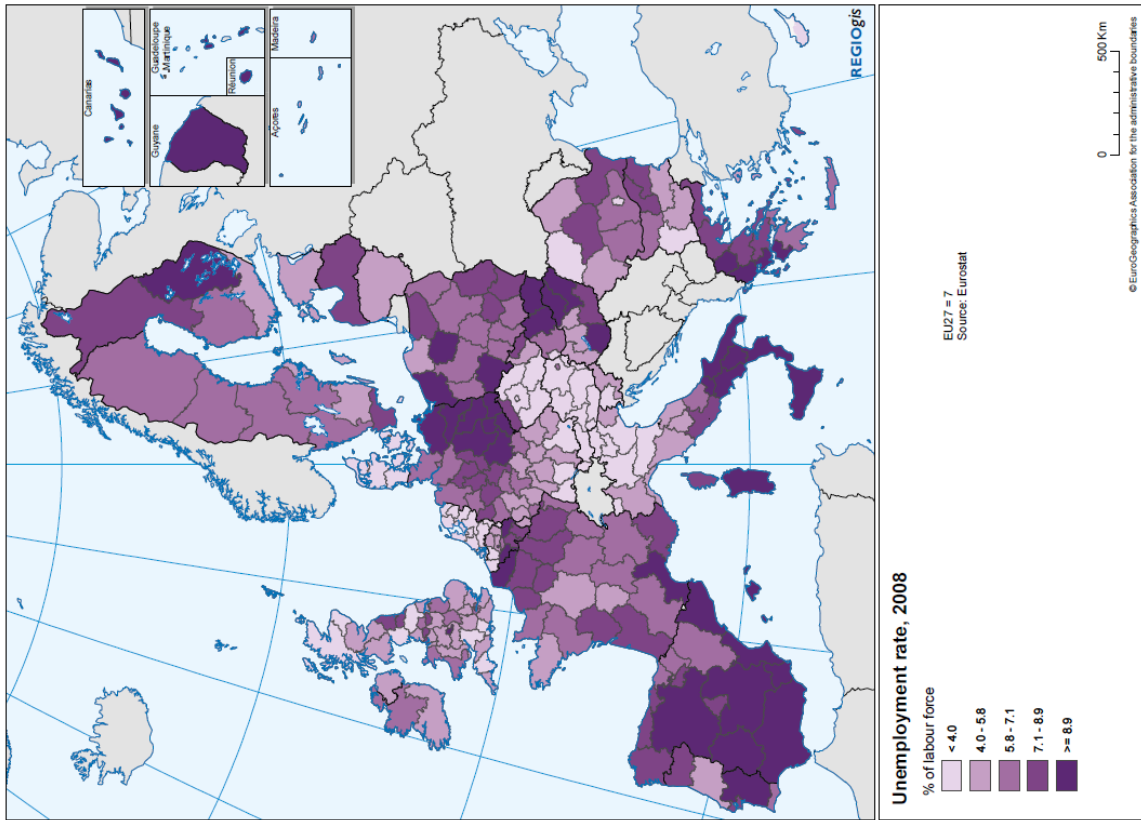 Canarias
Guyane
Guadeloupe
Martinique
Réunion
Açores
Madeira
REGIOgis
Unemployment rate, 2008
% of labour force
< 4.0
4.0 - 5.8
5.8 - 7.1
7.1 - 8.9
>= 8.9
EU27 = 7
Source: Eurostat
0 500 Km
© EuroGeographics Association for the administrative boundaries